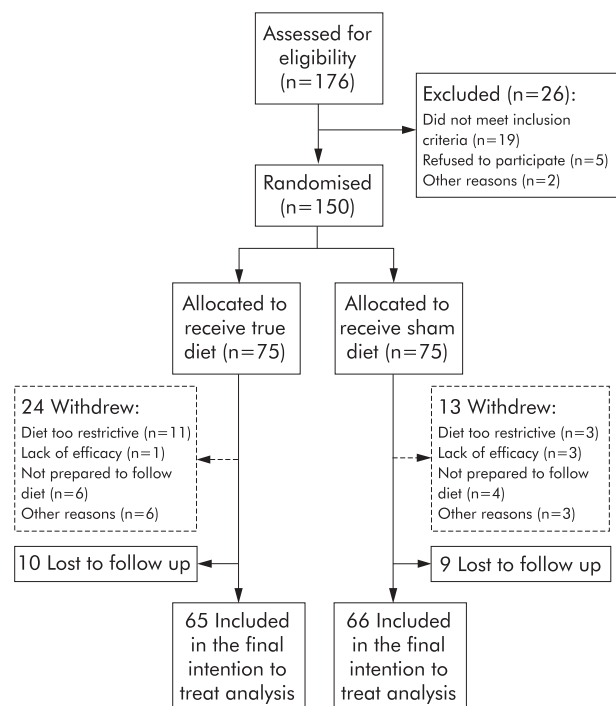 Assessed for
eligibility
(n=176)
Excluded (n=26):
Did not meet inclusion
criteria (n=19)
Refused to participate (n=5)
Other reasons (n=2)
Randomised
(n=150)
Allocated to
receive true
diet (n=75)
Allocated to
receive sham
diet (n=75)
24 Withdrew:
Diet too restrictive (n=11)
Lack of efficacy (n=1)
Not prepared to follow
diet (n=6)
Other reasons (n=6)
13 Withdrew:
Diet too restrictive (n=3)
Lack of efficacy (n=3)
Not prepared to follow
diet (n=4)
Other reasons (n=3)
10 Lost to follow up
9 Lost to follow up
65 Included
in the final
intention to
treat analysis
66 Included
in the final
intention to
treat analysis